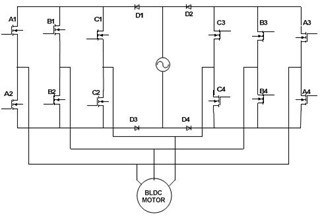 D1 D2
A1 B1 C1 C3 B3 A3
A2 B2 C2 C4 B4 A4
D3 D4
BLDC
MOTOR